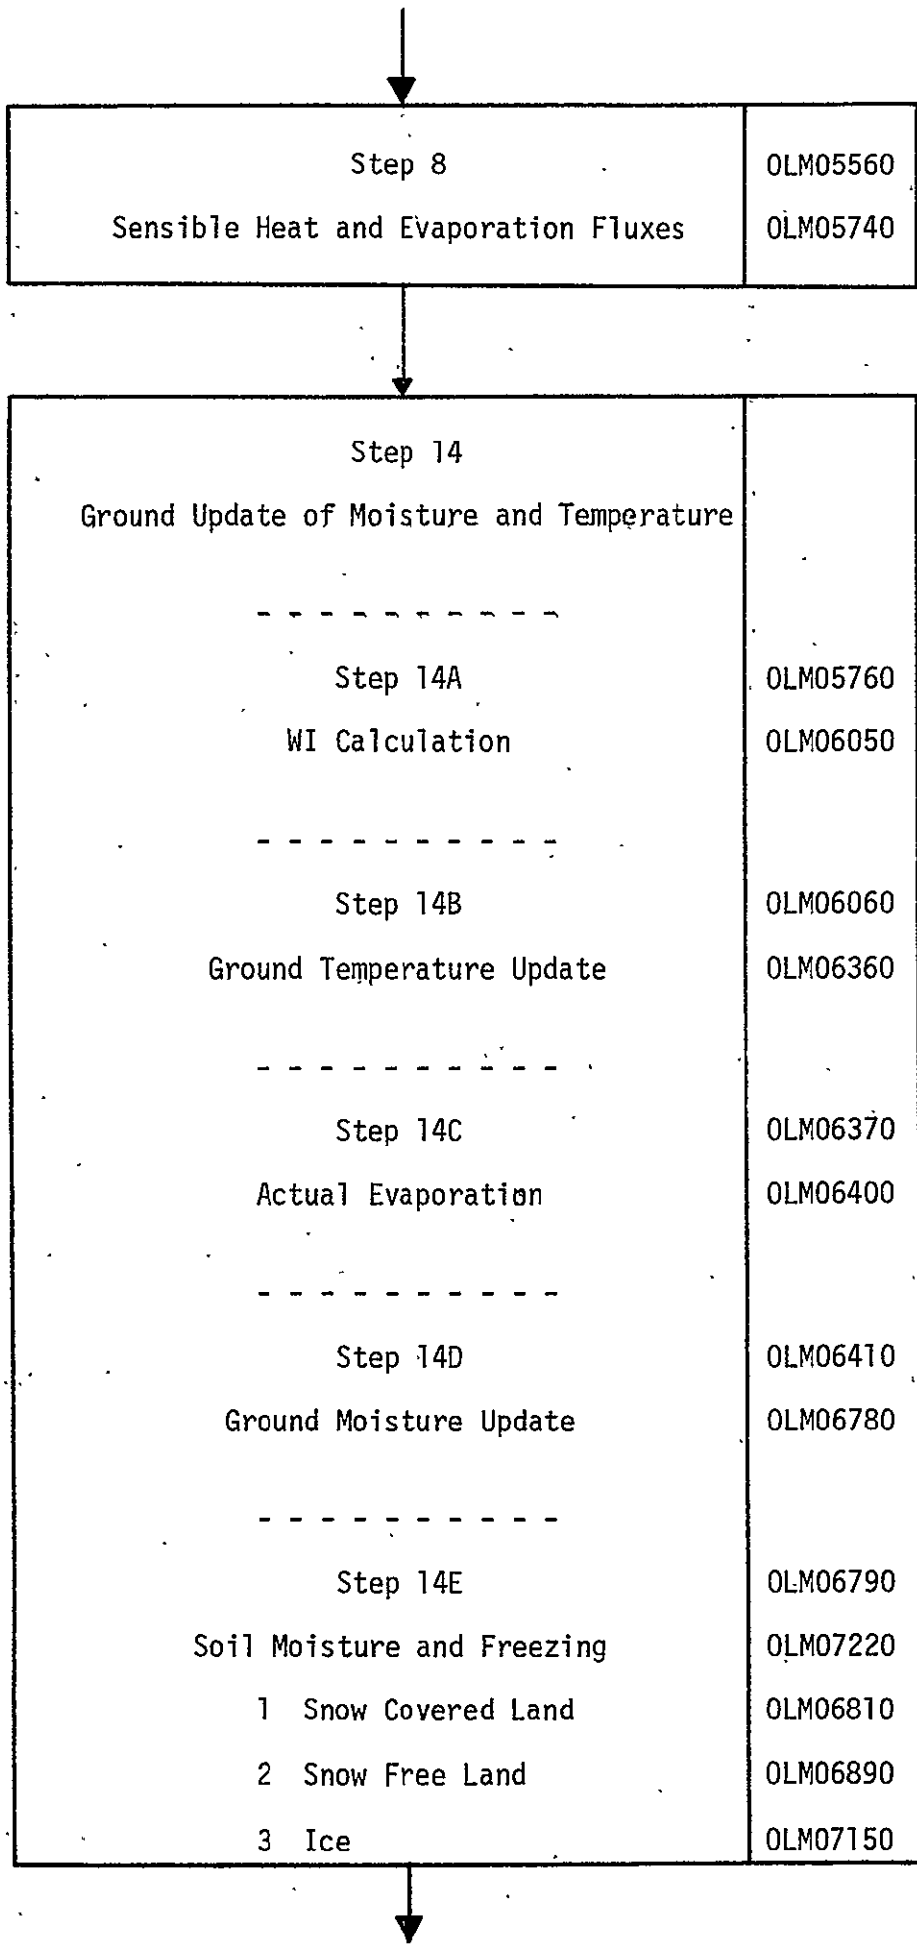 Step 8 OLM05560
Sensible Heat and Evaporation Fluxes OLM05740
Step 14
Ground Update of Moisture and Temperature
Step 14A OLM05760
WI Calculation OLM06050
Step 14B OLM06060
Ground Temperature Update OLM06360
Step 14C OLM06370
Actual Evaporation OLM06400
Step 14D OLM06410
Ground Moisture Update OLM06780
Step 14E OLM06790
Soil Moisture and Freezing OLM07220
1 Snow Covered Land OLM06810
2 Snow Free Land OLM06890
3 Ice OLM07150